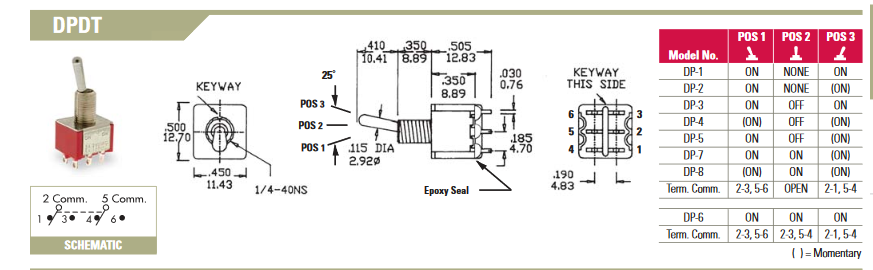 DPDT
2 Comm. 5 Comm.
1 3 4 6
SCHEMATIC
KEYWAY
.500
12.70
.450
11.43
1/4-40NS
25°
POS 3
POS 2
POS 1
.410
10.41
.350
8.89
.505
12.83
.350
8.89
.030
0.76
.115 DIA
2.92Ø
.185
4.70
Epoxy Seal
KEYWAY
THIS SIDE
6 3
5 2
4 1
.190
4.83
POS 1 POS 2 POS 3
Model No.
DP-1 ON NONE ON
DP-2 ON NONE (ON)
DP-3 ON OFF ON
DP-4 (ON) OFF (ON)
DP-5 ON OFF (ON)
DP-7 ON ON (ON)
DP-8 (ON) ON (ON)
Term. Comm. 2-3, 5-6 OPEN 2-1, 5-4
DP-6 ON ON ON
Term. Comm. 2-3, 5-6 2-3, 5-4 2-1, 5-4
( ) = Momentary